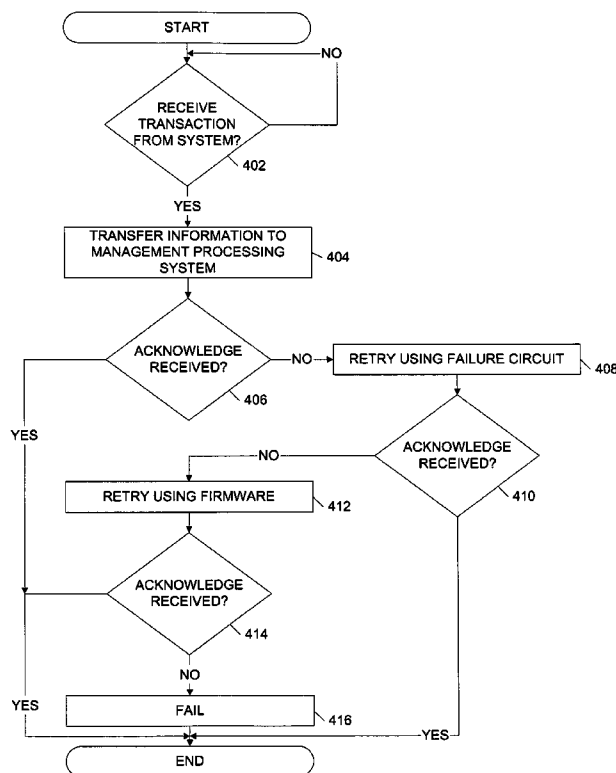 START
NO
RECEIVE
TRANSACTION
FROM SYSTEM?
402
YES
TRANSFER INFORMATION TO
MANAGEMENT PROCESSING
SYSTEM
404
ACKNOWLEDGE
RECEIVED?
406
NO
RETRY USING FAILURE CIRCUIT
408
YES
ACKNOWLEDGE
RECEIVED?
410
NO
RETRY USING FIRMWARE
412
ACKNOWLEDGE
RECEIVED?
414
NO
YES
FAIL
416
YES
END